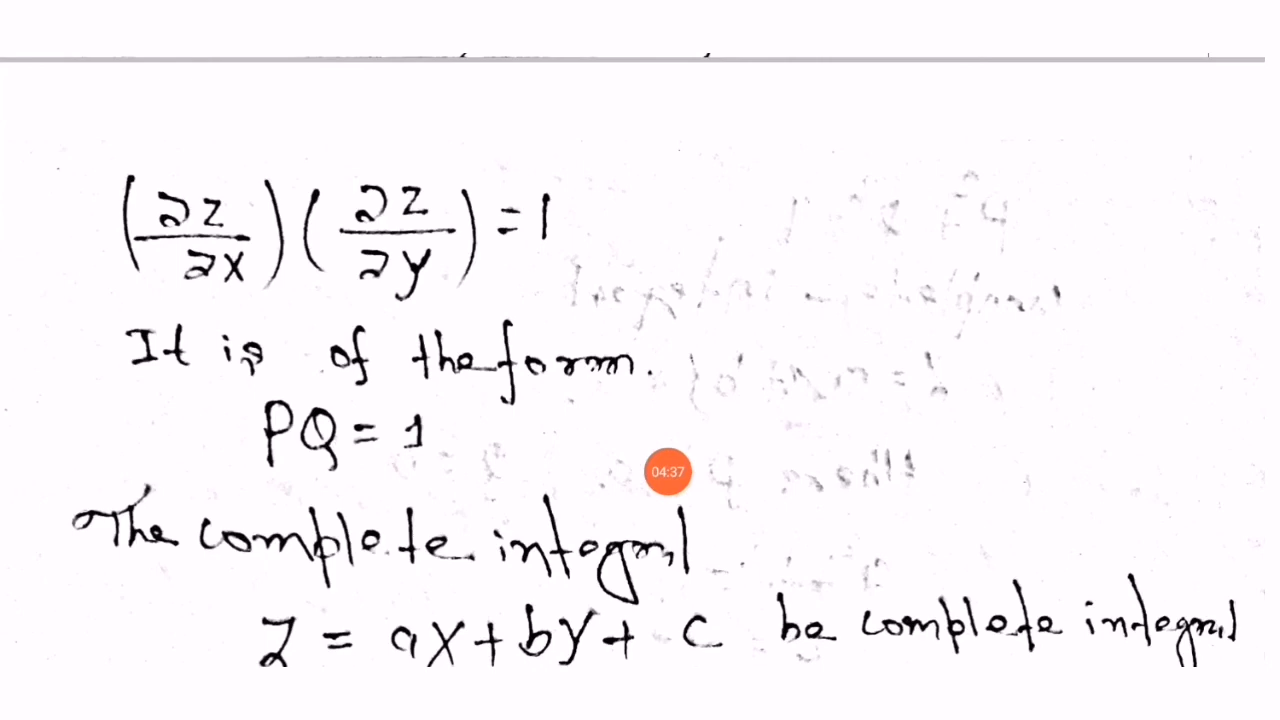 (∂z/∂x) (∂z/∂y) = 1
It is of the form.
PQ = 1
04:37
The complete integral
Z = aX + bY + c be complete integral